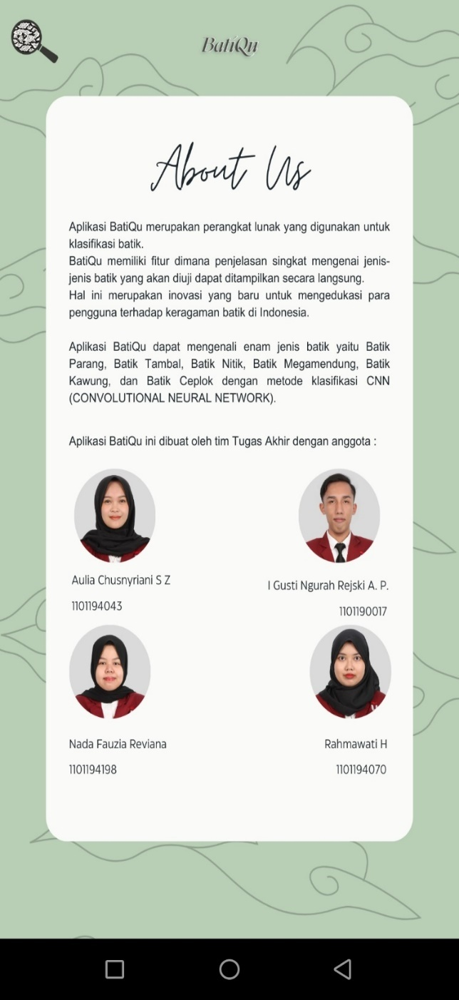 BatiQu
About Us
Aplikasi BatiQu merupakan perangkat lunak yang digunakan untuk
klasifikasi batik.
BatiQu memiliki fitur dimana penjelasan singkat mengenai jenis-
jenis batik yang akan diuji dapat ditampilkan secara langsung.
Hal ini merupakan inovasi yang baru untuk mengedukasi para
pengguna terhadap keragaman batik di Indonesia.
Aplikasi BatiQu dapat mengenali enam jenis batik yaitu Batik
Parang, Batik Tambal, Batik Nitik, Batik Megamendung, Batik
Kawung, dan Batik Ceplok dengan metode klasifikasi CNN
(CONVOLUTIONAL NEURAL NETWORK).
Aplikasi BatiQu ini dibuat oleh tim Tugas Akhir dengan anggota :
Aulia Chusnyriani S Z
1101194043
I Gusti Ngurah Rejski A. P.
1101190017
Nada Fauzia Reviana
1101194198
Rahmawati H
1101194070